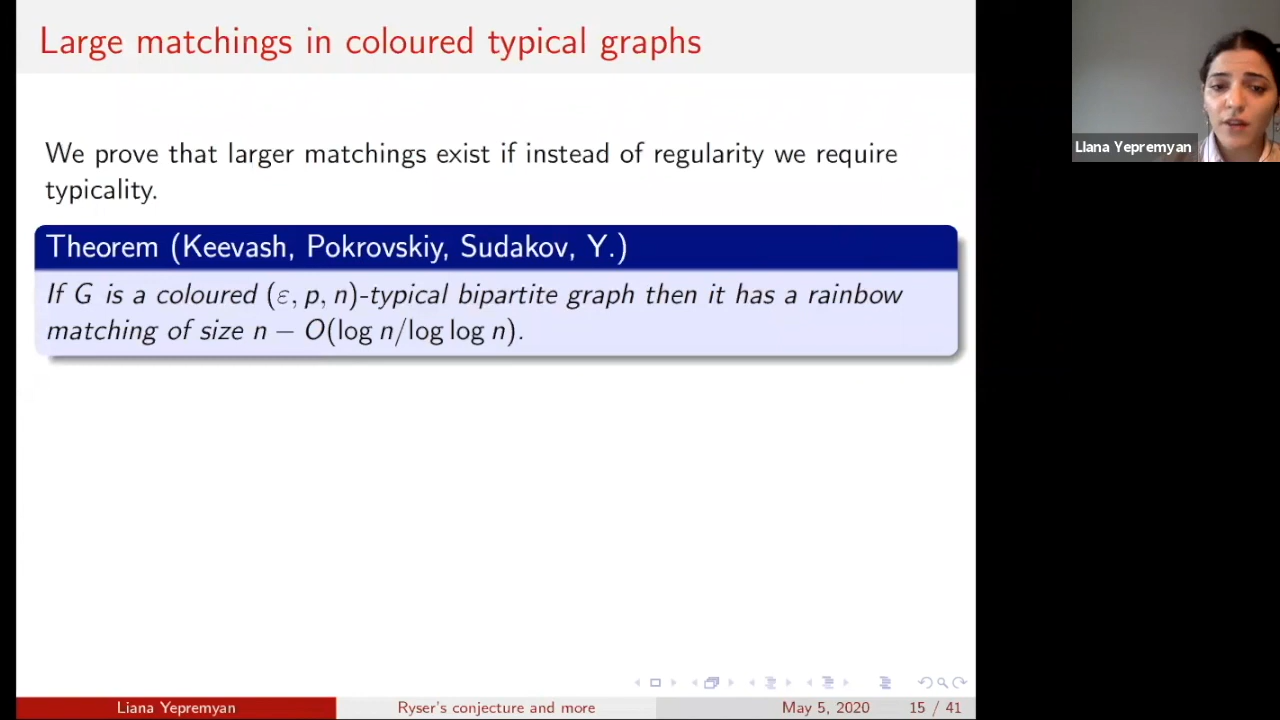 Large matchings in coloured typical graphs
We prove that larger matchings exist if instead of regularity we require
typicality.
Theorem (Keevash, Pokrovskiy, Sudakov, Y.)
If G is a coloured (ε, p, n)-typical bipartite graph then it has a rainbow
matching of size n − O(log n/log log n).
Liana Yepremyan
Ryser's conjecture and more
May 5, 2020
15 / 41
LIana Yepremyan